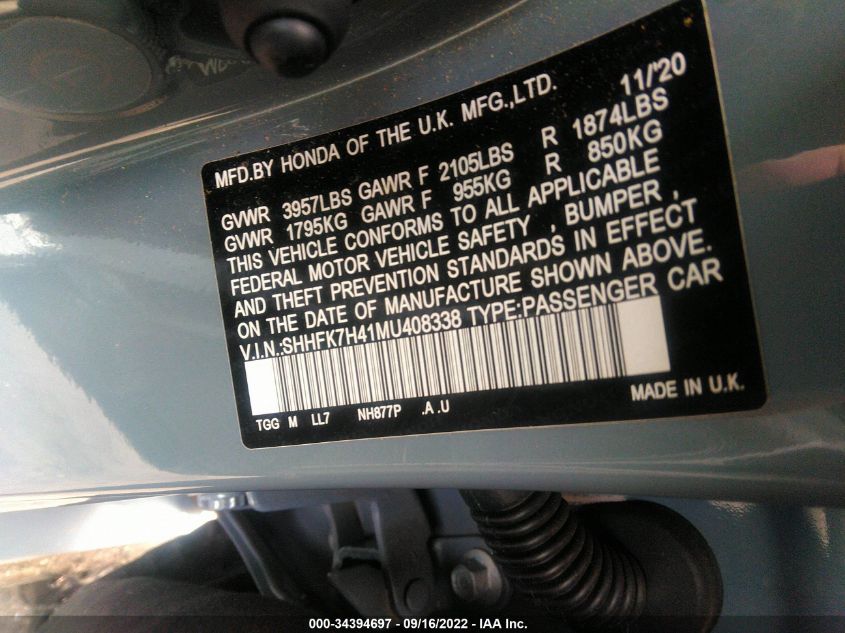 MFD.BY HONDA OF THE U.K. MFG.,LTD. 11/'20
GVWR 3957LBS GAWR F 2105LBS R 1874LBS
GVWR 1795KG GAWR F 955KG R 850KG
THIS VEHICLE CONFORMS TO ALL APPLICABLE
FEDERAL MOTOR VEHICLE SAFETY , BUMPER ,
AND THEFT PREVENTION STANDARDS IN EFFECT
ON THE DATE OF MANUFACTURE SHOWN ABOVE.
V.I.N.:SHHFK7H41MU408338 TYPE:PASSENGER CAR
TGG M LL7 NH877P .A .U MADE IN U.K.
000-34394697 - 09/16/2022 - IAA Inc.